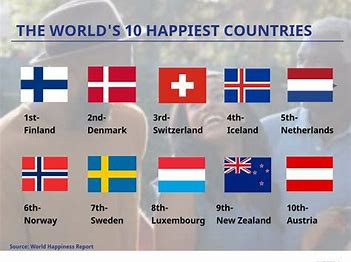 THE WORLD'S 10 HAPPIEST COUNTRIES
1st-
Finland
2nd-
Denmark
3rd-
Switzerland
4th-
Iceland
5th-
Netherlands
6th-
Norway
7th-
Sweden
8th-
Luxembourg
9th-
New Zealand
10th-
Austria
Source: World Happiness Report